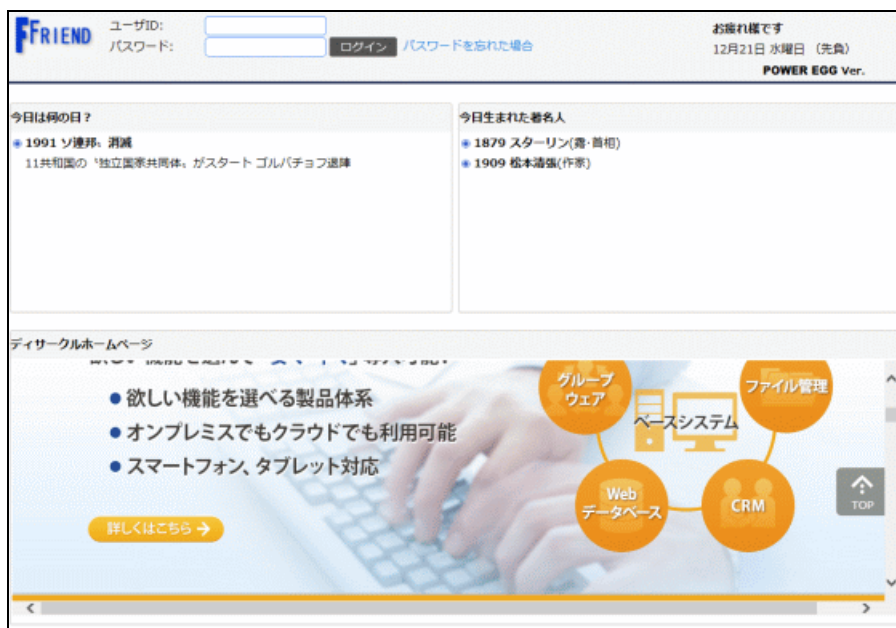 FFRIEND
ユーザID:
パスワード:
ログイン パスワードを忘れた場合
お疲れ様です
12月21日 水曜日 (先負)
POWER EGG Ver.
今日は何の日?
1991 ソ連邦、消滅
11共和国の〝独立国家共同体〟がスタート ゴルバチョフ退陣
今日生まれた著名人
1879 スターリン(露・首相)
1909 松本清張(作家)
ディサークルホームページ
欲しい機能を選べる製品体系
オンプレミスでもクラウドでも利用可能
スマートフォン、タブレット対応
詳しくはこちら
グループ
ウェア
ファイル管理
ベースシステム
Web
データベース
CRM
TOP